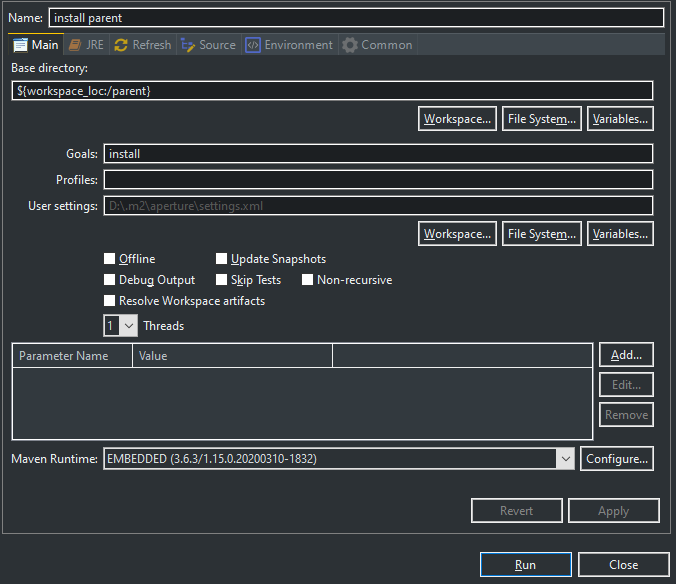 Name: install parent
Main JRE Refresh Source Environment Common
Base directory:
${workspace_loc:/parent}
Workspace... File System... Variables...
Goals: install
Profiles:
User settings: D:\.m2\aperture\settings.xml
Workspace... File System... Variables...
Offline Update Snapshots
Debug Output Skip Tests Non-recursive
Resolve Workspace artifacts
1 Threads
Parameter Name Value Add...
Edit...
Remove
Maven Runtime: EMBEDDED (3.6.3/1.15.0.20200310-1832) Configure...
Revert Apply
Run Close